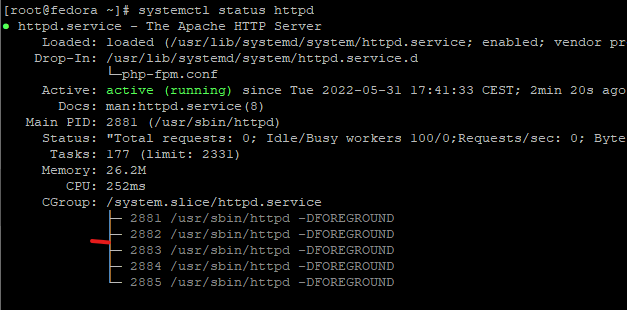 [root@fedora ~]# systemctl status httpd
● httpd.service - The Apache HTTP Server
Loaded: loaded (/usr/lib/systemd/system/httpd.service; enabled; vendor pr
Drop-In: /usr/lib/systemd/system/httpd.service.d
└─php-fpm.conf
Active: active (running) since Tue 2022-05-31 17:41:33 CEST; 2min 20s ago
Docs: man:httpd.service(8)
Main PID: 2881 (/usr/sbin/httpd)
Status: "Total requests: 0; Idle/Busy workers 100/0;Requests/sec: 0; Byte
Tasks: 177 (limit: 2331)
Memory: 26.2M
CPU: 252ms
CGroup: /system.slice/httpd.service
├─ 2881 /usr/sbin/httpd -DFOREGROUND
├─ 2882 /usr/sbin/httpd -DFOREGROUND
├─ 2883 /usr/sbin/httpd -DFOREGROUND
├─ 2884 /usr/sbin/httpd -DFOREGROUND
└─ 2885 /usr/sbin/httpd -DFOREGROUND